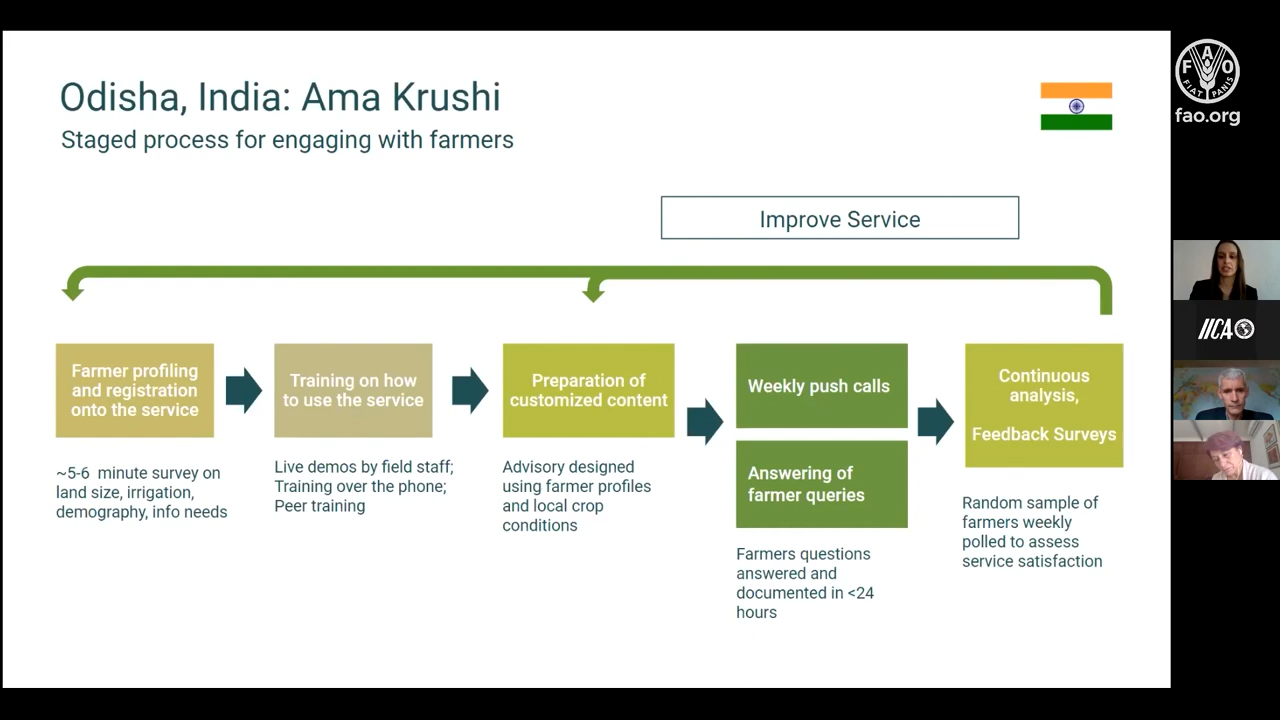 Odisha, India: Ama Krushi
Staged process for engaging with farmers
Improve Service
Farmer profiling
and registration
onto the service
~5-6 minute survey on
land size, irrigation,
demography, info needs
Training on how
to use the service
Live demos by field staff;
Training over the phone;
Peer training
Preparation of
customized content
Advisory designed
using farmer profiles
and local crop
conditions
Weekly push calls
Answering of
farmer queries
Farmers questions
answered and
documented in <24
hours
Continuous
analysis,
Feedback Surveys
Random sample of
farmers weekly
polled to assess
service satisfaction
FAO
FIAT PANIS
fao.org
IICA